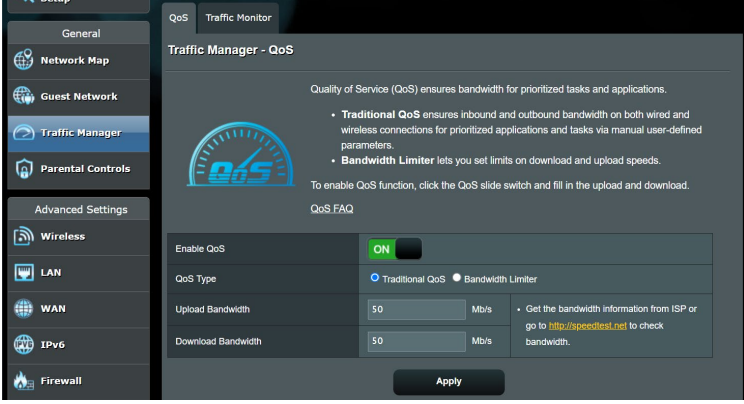 Setup
General
Network Map
Guest Network
Traffic Manager
Parental Controls
Advanced Settings
Wireless
LAN
WAN
IPv6
IPv6
Firewall
QoS
Traffic Monitor
Traffic Manager - QoS
QoS
Quality of Service (QoS) ensures bandwidth for prioritized tasks and applications.
• Traditional QoS ensures inbound and outbound bandwidth on both wired and
wireless connections for prioritized applications and tasks via manual user-defined
parameters.
• Bandwidth Limiter lets you set limits on download and upload speeds.
To enable QoS function, click the QoS slide switch and fill in the upload and download.
QoS FAQ
Enable QoS
ON
QoS Type
Traditional QoS Bandwidth Limiter
Upload Bandwidth
50 Mb/s
Download Bandwidth
50 Mb/s
• Get the bandwidth information from ISP or
go to http://speedtest.net to check
bandwidth.
Apply